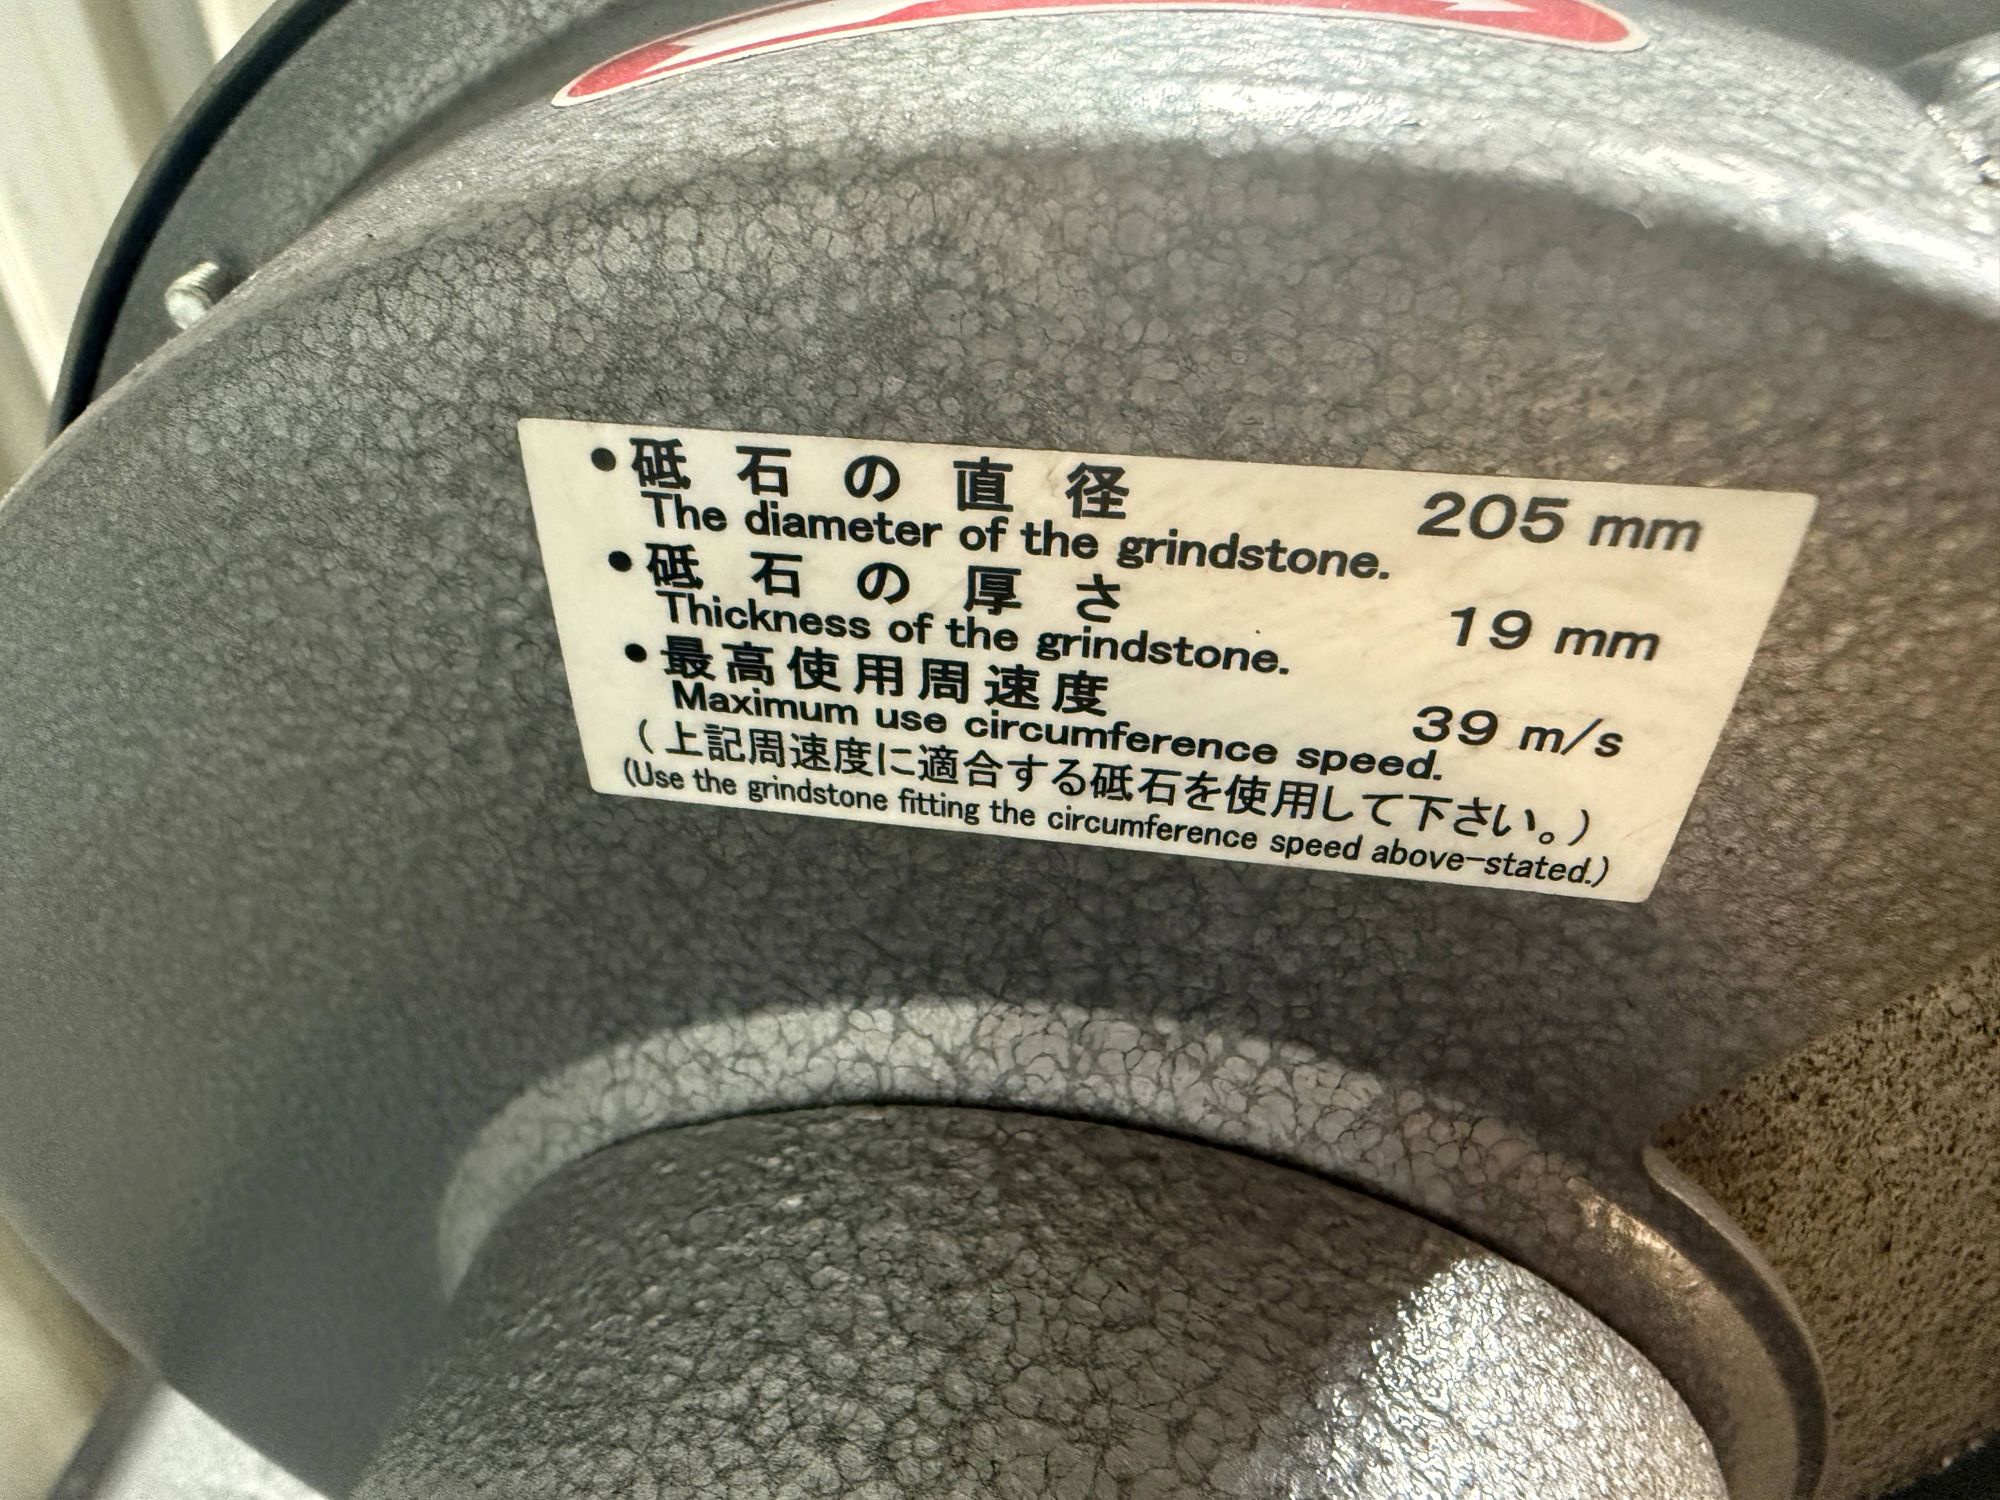 •砥石の直径 205 mm
The diameter of the grindstone.
•砥石の厚さ 19 mm
Thickness of the grindstone.
•最高使用周速度 39 m/s
Maximum use circumference speed.
(上記周速度に適合する砥石を使用して下さい。)
(Use the grindstone fitting the circumference speed above-stated.)